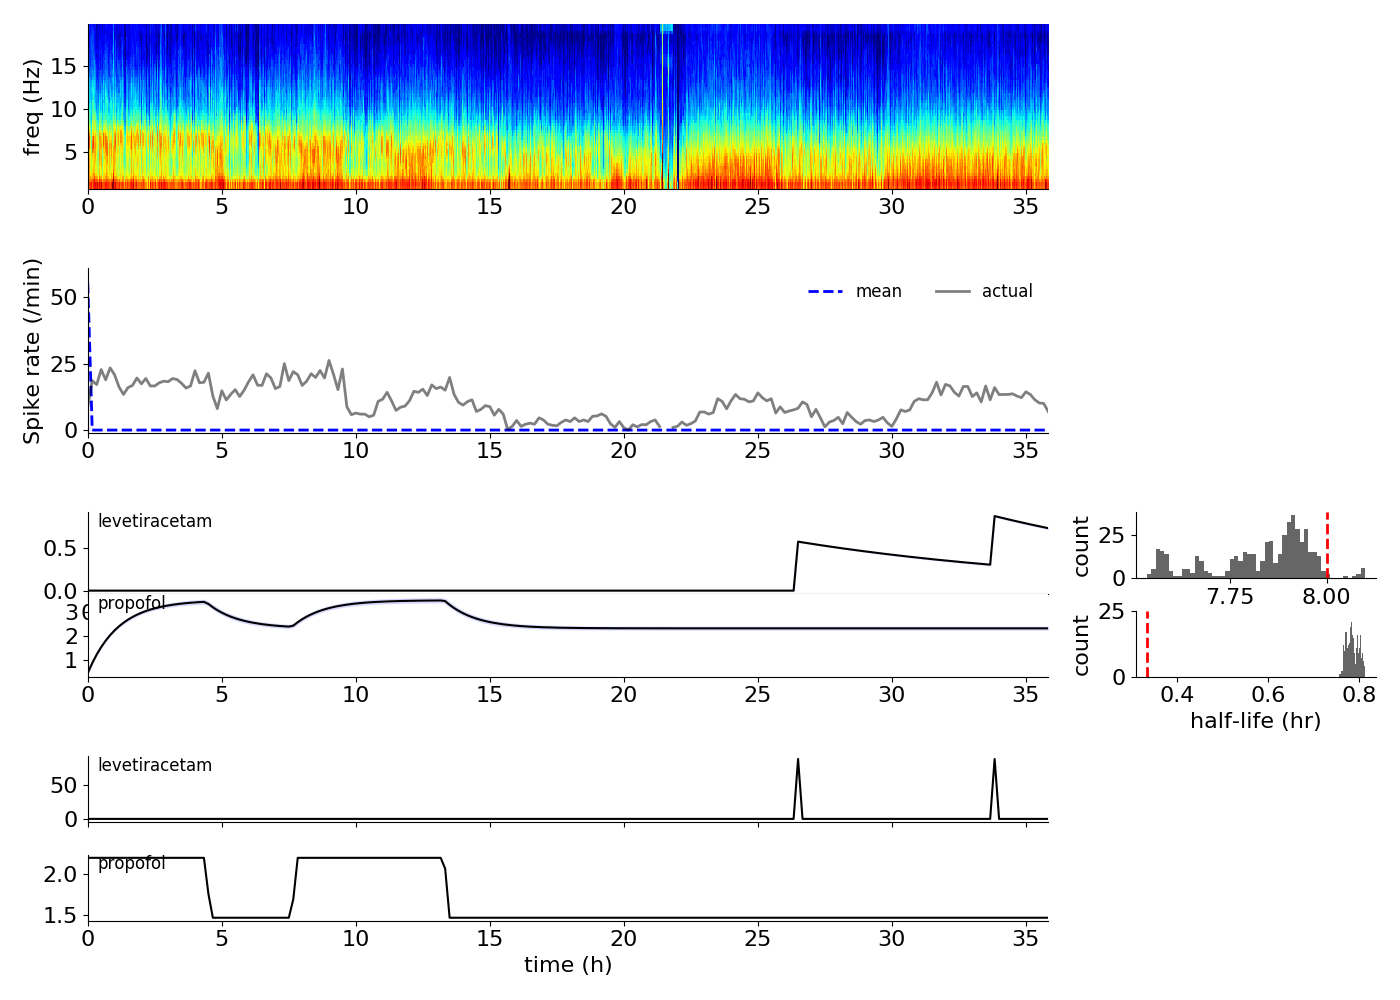 freq (Hz)
15
10
5
0 5 10 15 20 25 30 35
Spike rate (/min)
50
25
0
mean actual
0 5 10 15 20 25 30 35
levetiracetam
0.5
0.0
count
25
0
7.75 8.00
propofol
3
2
1
0 5 10 15 20 25 30 35
count
25
0
0.4 0.6 0.8
half-life (hr)
levetiracetam
50
0
propofol
2.0
1.5
0 5 10 15 20 25 30 35
time (h)